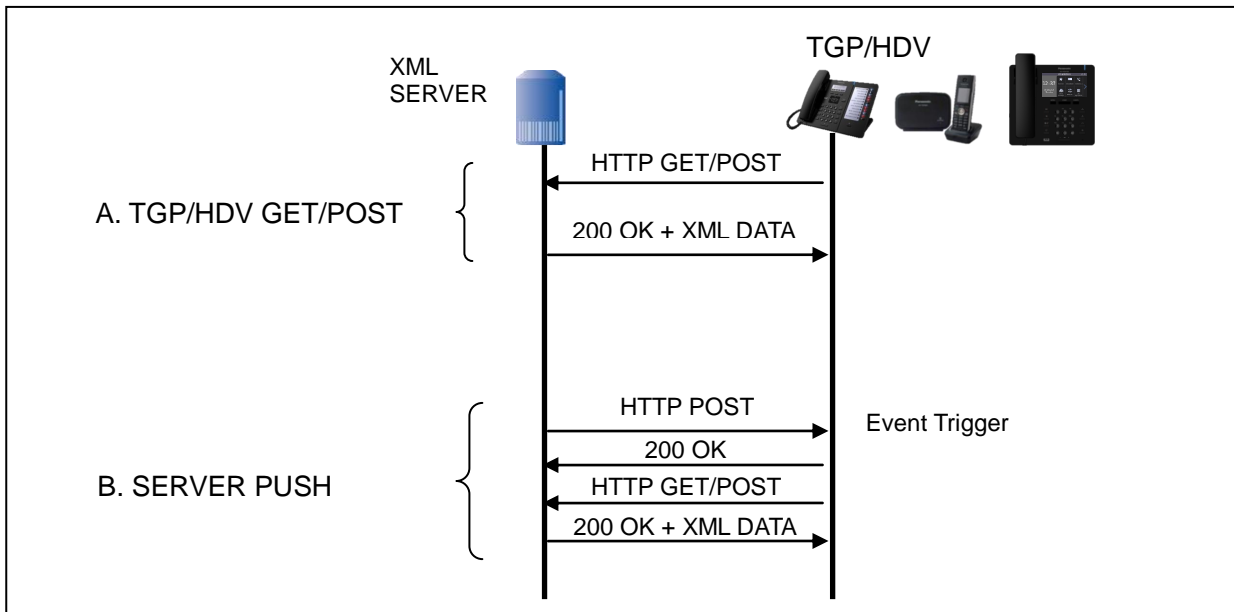 TGP/HDV
XML
SERVER
HTTP GET/POST
A. TGP/HDV GET/POST
200 OK + XML DATA
HTTP POST
Event Trigger
200 OK
B. SERVER PUSH
HTTP GET/POST
200 OK + XML DATA